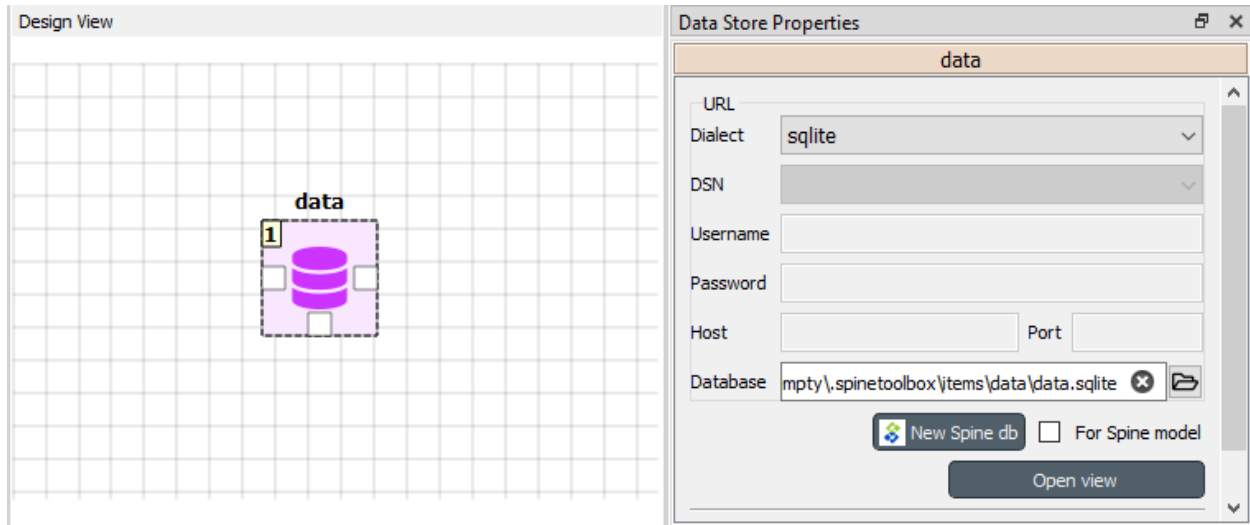 Design View
data
1
Data Store Properties
data
URL
Dialect sqlite
DSN
Username
Password
Host Port
Database mpty\.spinetoolbox\items\data\data.sqlite
New Spine db For Spine model
Open view